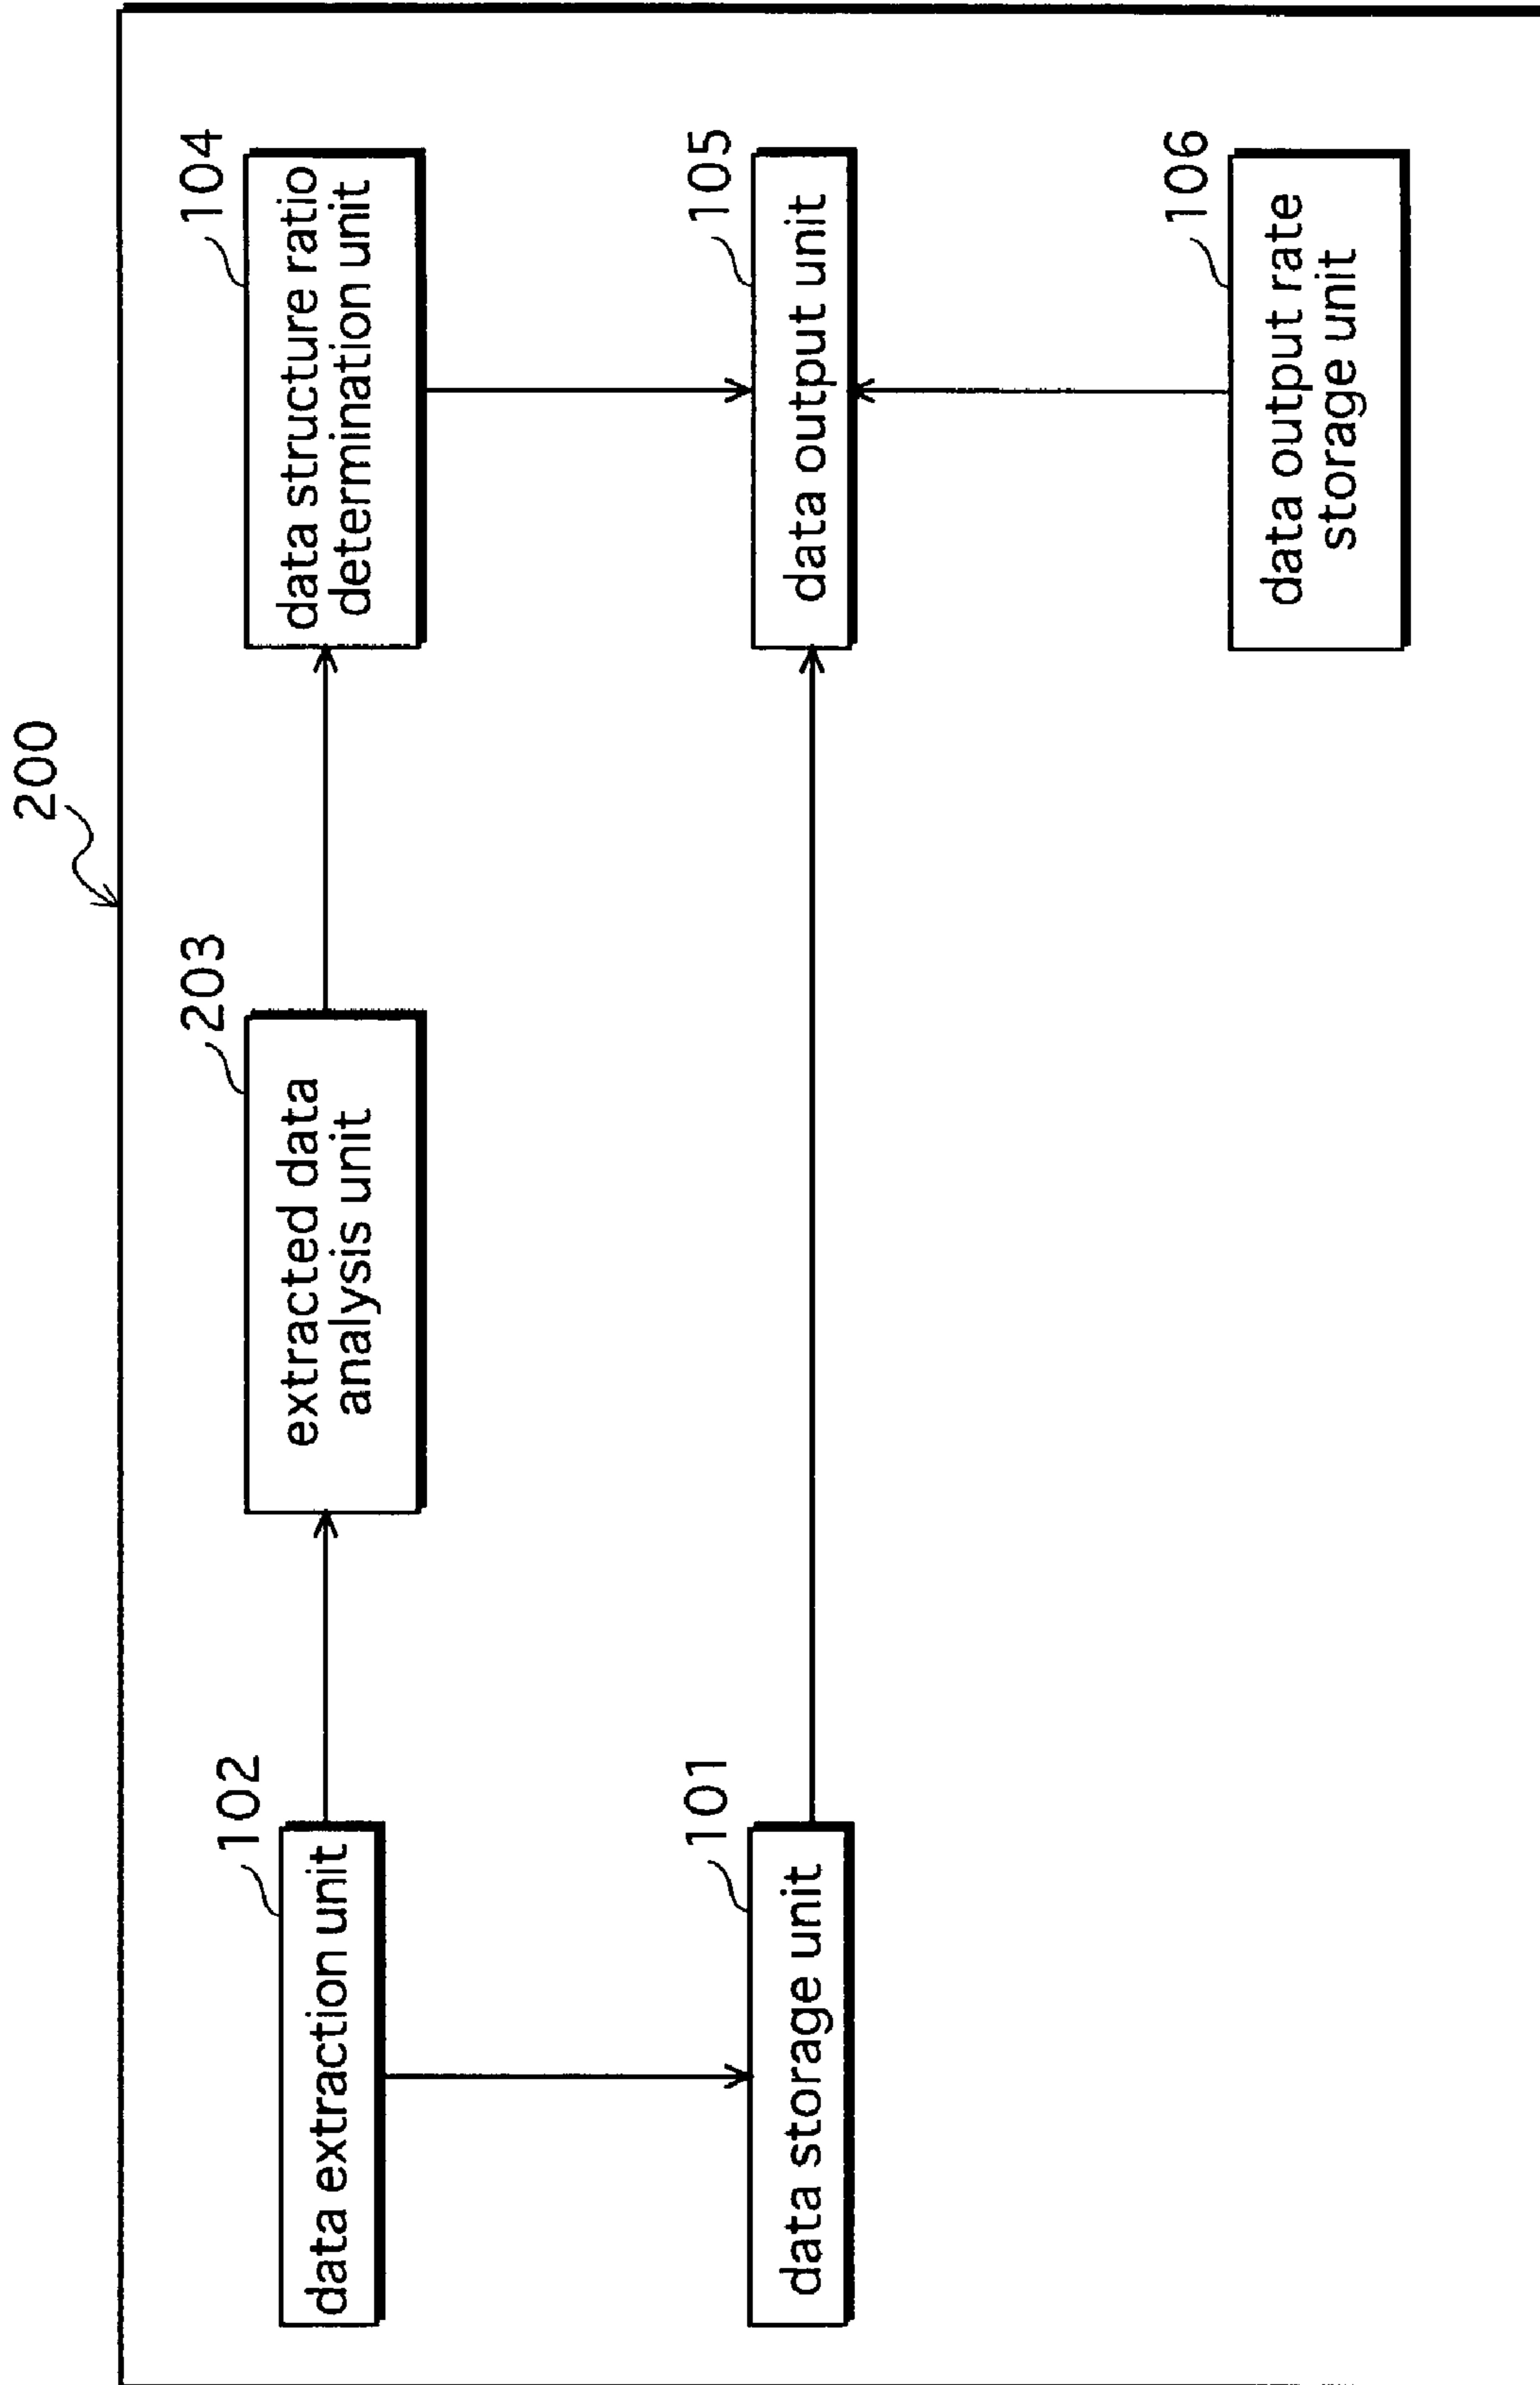 200
102
data extraction unit
203
extracted data
analysis unit
104
data structure ratio
determination unit
101
data storage unit
105
data output unit
106
data output rate
storage unit